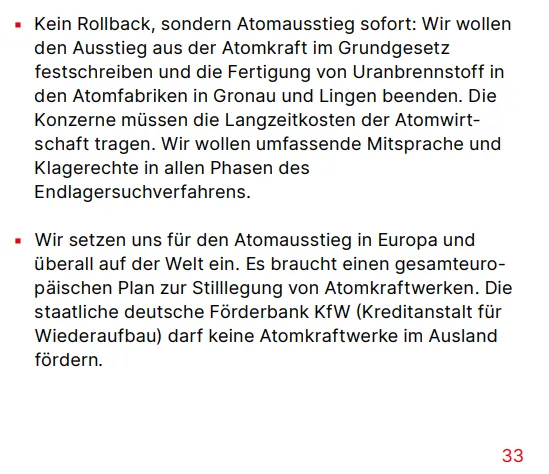 ▪ Kein Rollback, sondern Atomausstieg sofort: Wir wollen
den Ausstieg aus der Atomkraft im Grundgesetz
festschreiben und die Fertigung von Uranbrennstoff in
den Atomfabriken in Gronau und Lingen beenden. Die
Konzerne müssen die Langzeitkosten der Atomwirt-
schaft tragen. Wir wollen umfassende Mitsprache und
Klagerechte in allen Phasen des
Endlagersuchverfahrens.
▪ Wir setzen uns für den Atomausstieg in Europa und
überall auf der Welt ein. Es braucht einen gesamteuro-
päischen Plan zur Stilllegung von Atomkraftwerken. Die
staatliche deutsche Förderbank KfW (Kreditanstalt für
Wiederaufbau) darf keine Atomkraftwerke im Ausland
fördern.
33